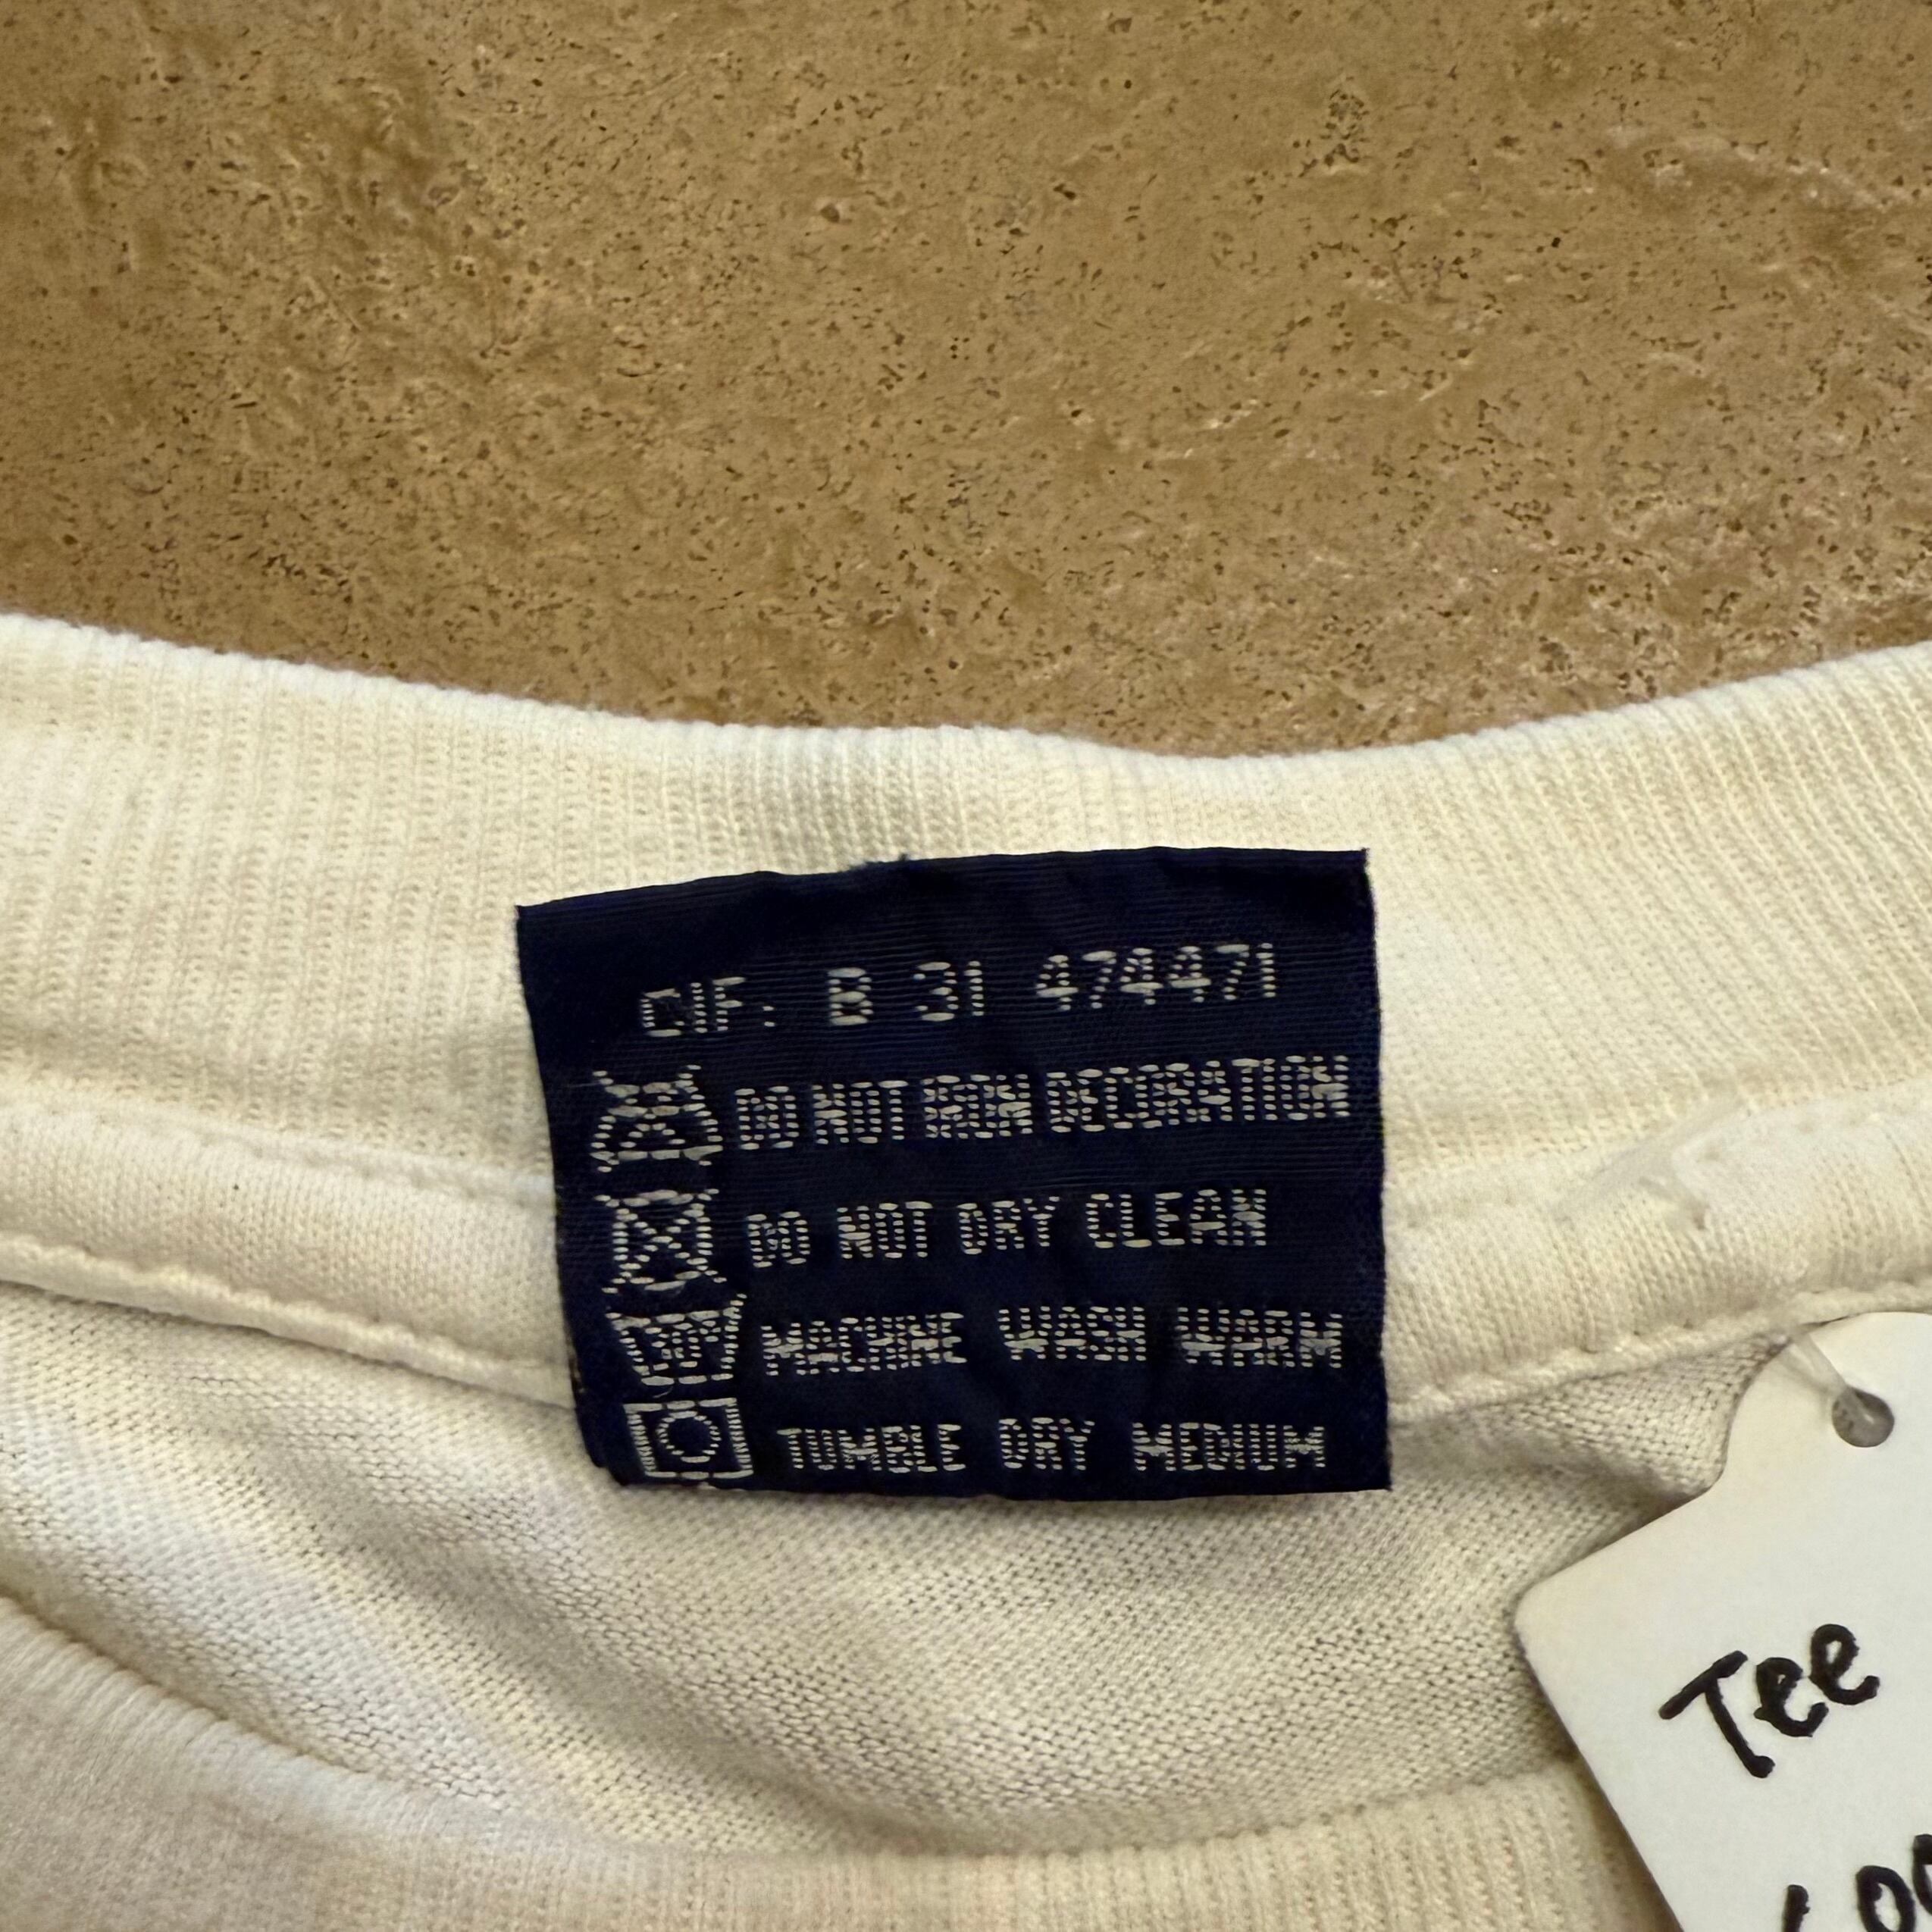 CIF: B 31 474471
DO NOT IRON DECORATION
DO NOT DRY CLEAN
MACHINE WASH WARM
TUMBLE DRY MEDIUM
Tee